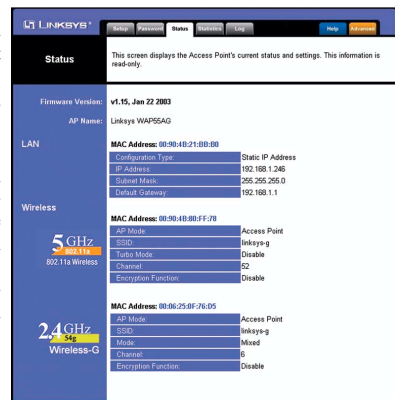 LINKSYS®
Setup Password Status Statistics Log Help Advanced
Status
This screen displays the Access Point's current status and settings. This information is read-only.
Firmware Version: v1.15, Jan 22 2003
AP Name: Linksys WAP55AG
LAN
MAC Address: 00:90:4B:21:BB:B0
Configuration Type: Static IP Address
IP Address: 192.168.1.246
Subnet Mask: 255.255.255.0
Default Gateway: 192.168.1.1
Wireless
MAC Address: 00:90:4B:80:FF:78
5 GHz
802.11a
802.11a Wireless
AP Mode: Access Point
SSID: linksys-g
Turbo Mode: Disable
Channel: 52
Encryption Function: Disable
MAC Address: 00:06:25:0F:76:D5
2.4 GHz
54g
Wireless-G
AP Mode: Access Point
SSID: linksys-g
Mode: Mixed
Channel: 6
Encryption Function: Disable